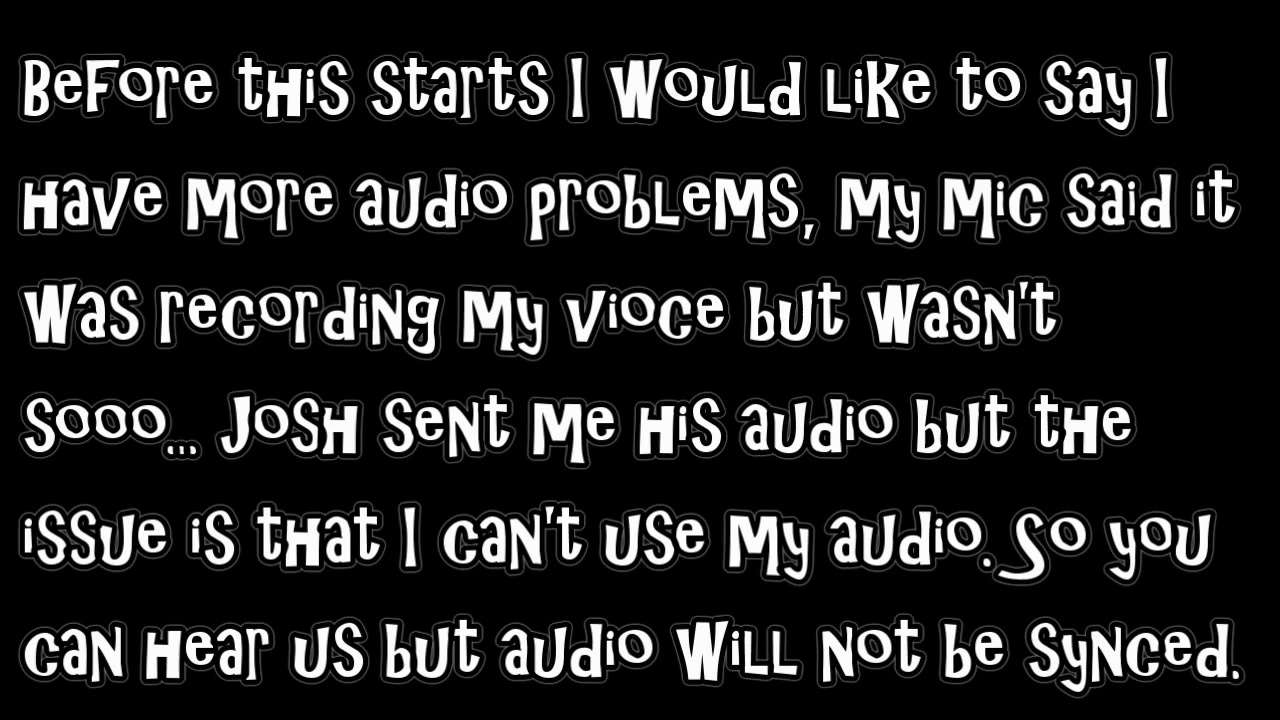 Before this starts I would like to say I
have more audio problems, my mic said it
was recording my vioce but wasn't
sooo... Josh sent me his audio but the
issue is that I can't use my audio. So you
can hear us but audio will not be synced.